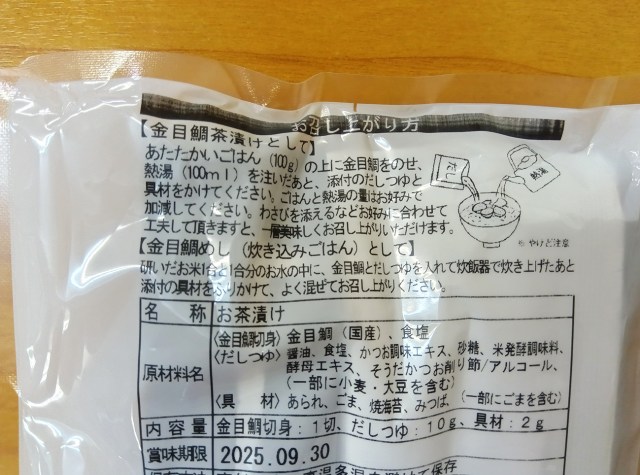 お召し上がり方
【金目鯛茶漬けとして】
あたたかいごはん(100g)の上に金目鯛をのせ、
熱湯(100ml)を注いだあと、添付のだしつゆと
具材をかけてください。ごはんと熱湯の量はお好みで
加減してください。わさびを添えるなどお好みに合わせて
工夫して頂きますと、一層美味しくお召し上がりいただけます。
だし
熱湯
※やけど注意
【金目鯛めし(炊き込みごはん)として】
研いだお米1合と1合分のお水の中に、金目鯛とだしつゆを入れて炊飯器で炊き上げたあと
添付の具材をふりかけて、よく混ぜてお召し上がりください。
名 称 お茶漬け
原材料名
〈金目鯛切身〉金目鯛(国産)、食塩
〈だしつゆ〉醤油、食塩、かつお調味エキス、砂糖、米発酵調味料、
酵母エキス、そうだかつお削り節/アルコール、
(一部に小麦・大豆を含む)
〈具 材〉あられ、ごま、焼海苔、みつば、(一部にごまを含む)
内容量 金目鯛切身:1切、だしつゆ:10g、具材:2g
賞味期限 2025.09.30